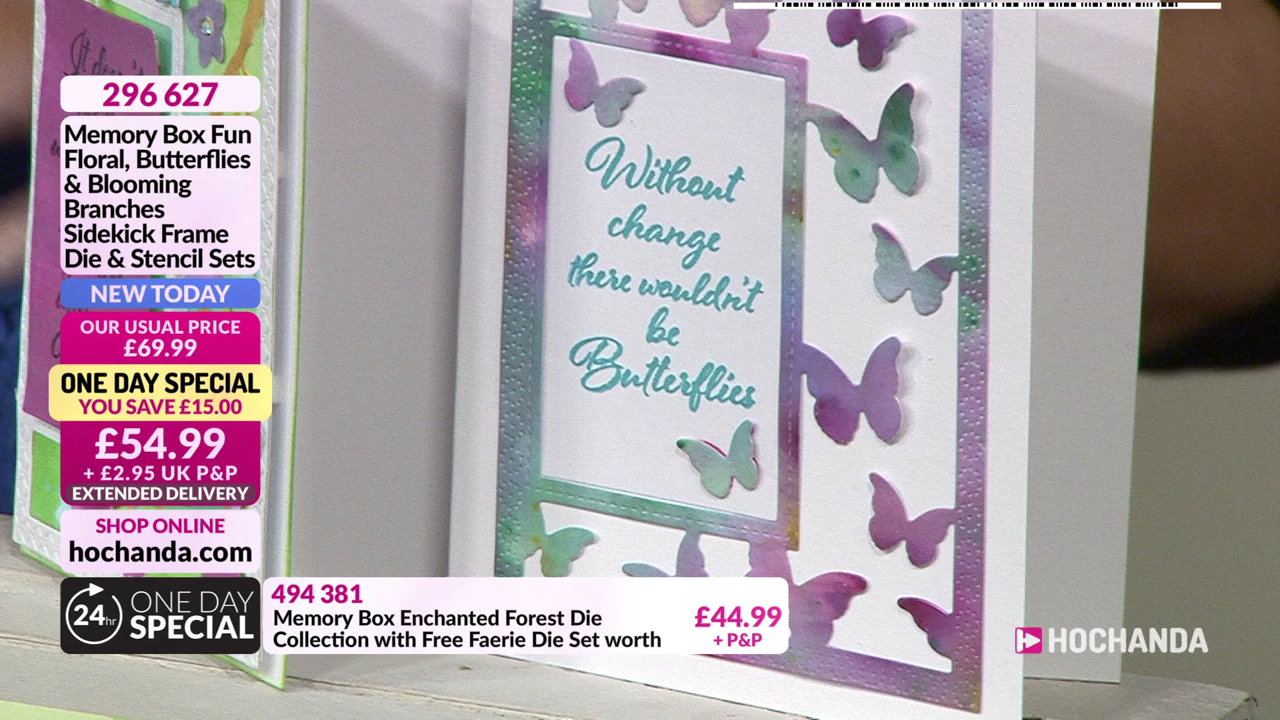 296 627
Memory Box Fun
Floral, Butterflies
& Blooming
Branches
Sidekick Frame
Die & Stencil Sets
NEW TODAY
OUR USUAL PRICE
£69.99
ONE DAY SPECIAL
YOU SAVE £15.00
£54.99
+ £2.95 UK P&P
EXTENDED DELIVERY
SHOP ONLINE
hochanda.com
24hr
ONE DAY
SPECIAL
494 381
Memory Box Enchanted Forest Die
Collection with Free Faerie Die Set worth
£44.99
+ P&P
Without
change
there wouldn't
be
Butterflies
HOCHANDA